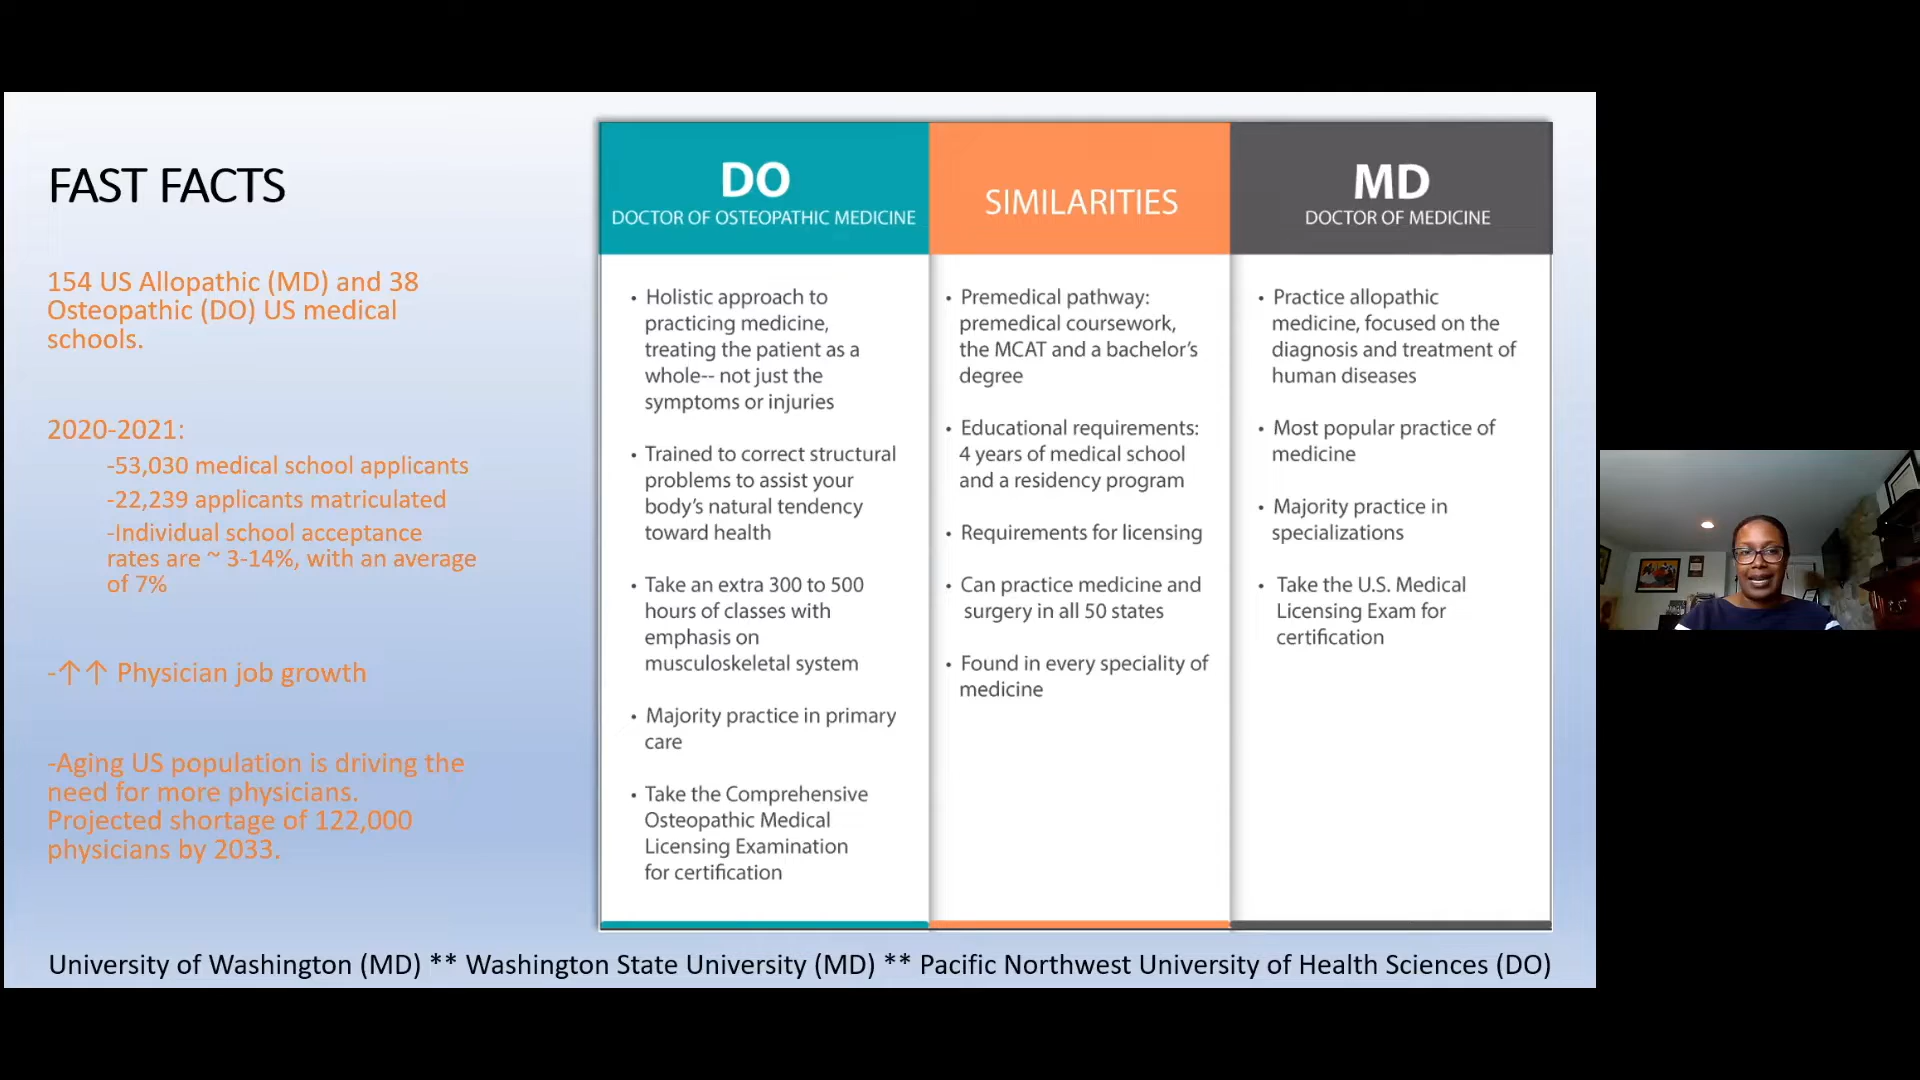 FAST FACTS
154 US Allopathic (MD) and 38
Osteopathic (DO) US medical
schools.
2020-2021:
-53,030 medical school applicants
-22,239 applicants matriculated
-Individual school acceptance
rates are ~ 3-14%, with an average
of 7%
-↑↑ Physician job growth
-Aging US population is driving the
need for more physicians.
Projected shortage of 122,000
physicians by 2033.
DO
DOCTOR OF OSTEOPATHIC MEDICINE
• Holistic approach to
practicing medicine,
treating the patient as a
whole-- not just the
symptoms or injuries
• Trained to correct structural
problems to assist your
body's natural tendency
toward health
• Take an extra 300 to 500
hours of classes with
emphasis on
musculoskeletal system
• Majority practice in primary
care
• Take the Comprehensive
Osteopathic Medical
Licensing Examination
for certification
SIMILARITIES
• Premedical pathway:
premedical coursework,
the MCAT and a bachelor's
degree
• Educational requirements:
4 years of medical school
and a residency program
• Requirements for licensing
• Can practice medicine and
surgery in all 50 states
• Found in every speciality of
medicine
MD
DOCTOR OF MEDICINE
• Practice allopathic
medicine, focused on the
diagnosis and treatment of
human diseases
• Most popular practice of
medicine
• Majority practice in
specializations
• Take the U.S. Medical
Licensing Exam for
certification
University of Washington (MD) ** Washington State University (MD) ** Pacific Northwest University of Health Sciences (DO)